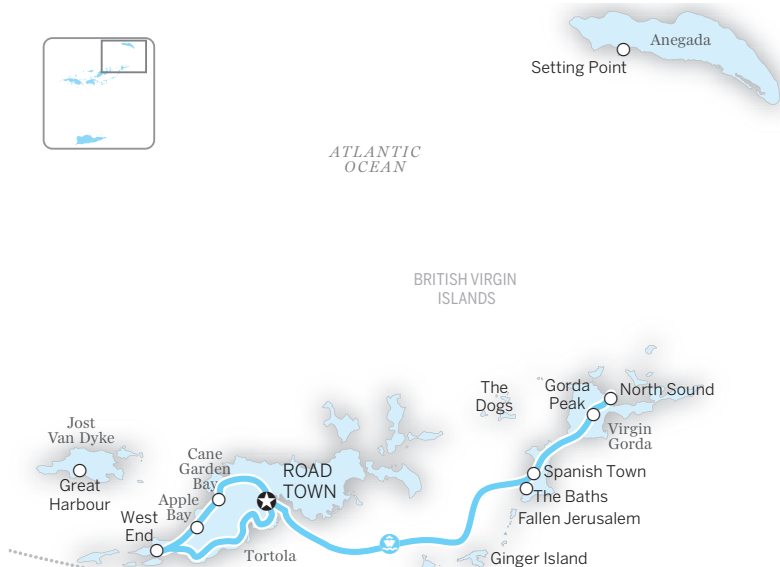 Anegada
Setting Point
ATLANTIC
OCEAN
BRITISH VIRGIN
ISLANDS
The
Dogs
Gorda
Peak
North Sound
Virgin
Gorda
Jost
Van Dyke
Great
Harbour
Cane
Garden
Bay
ROAD
TOWN
Apple
Bay
West
End
Tortola
Spanish Town
The Baths
Fallen Jerusalem
Ginger Island